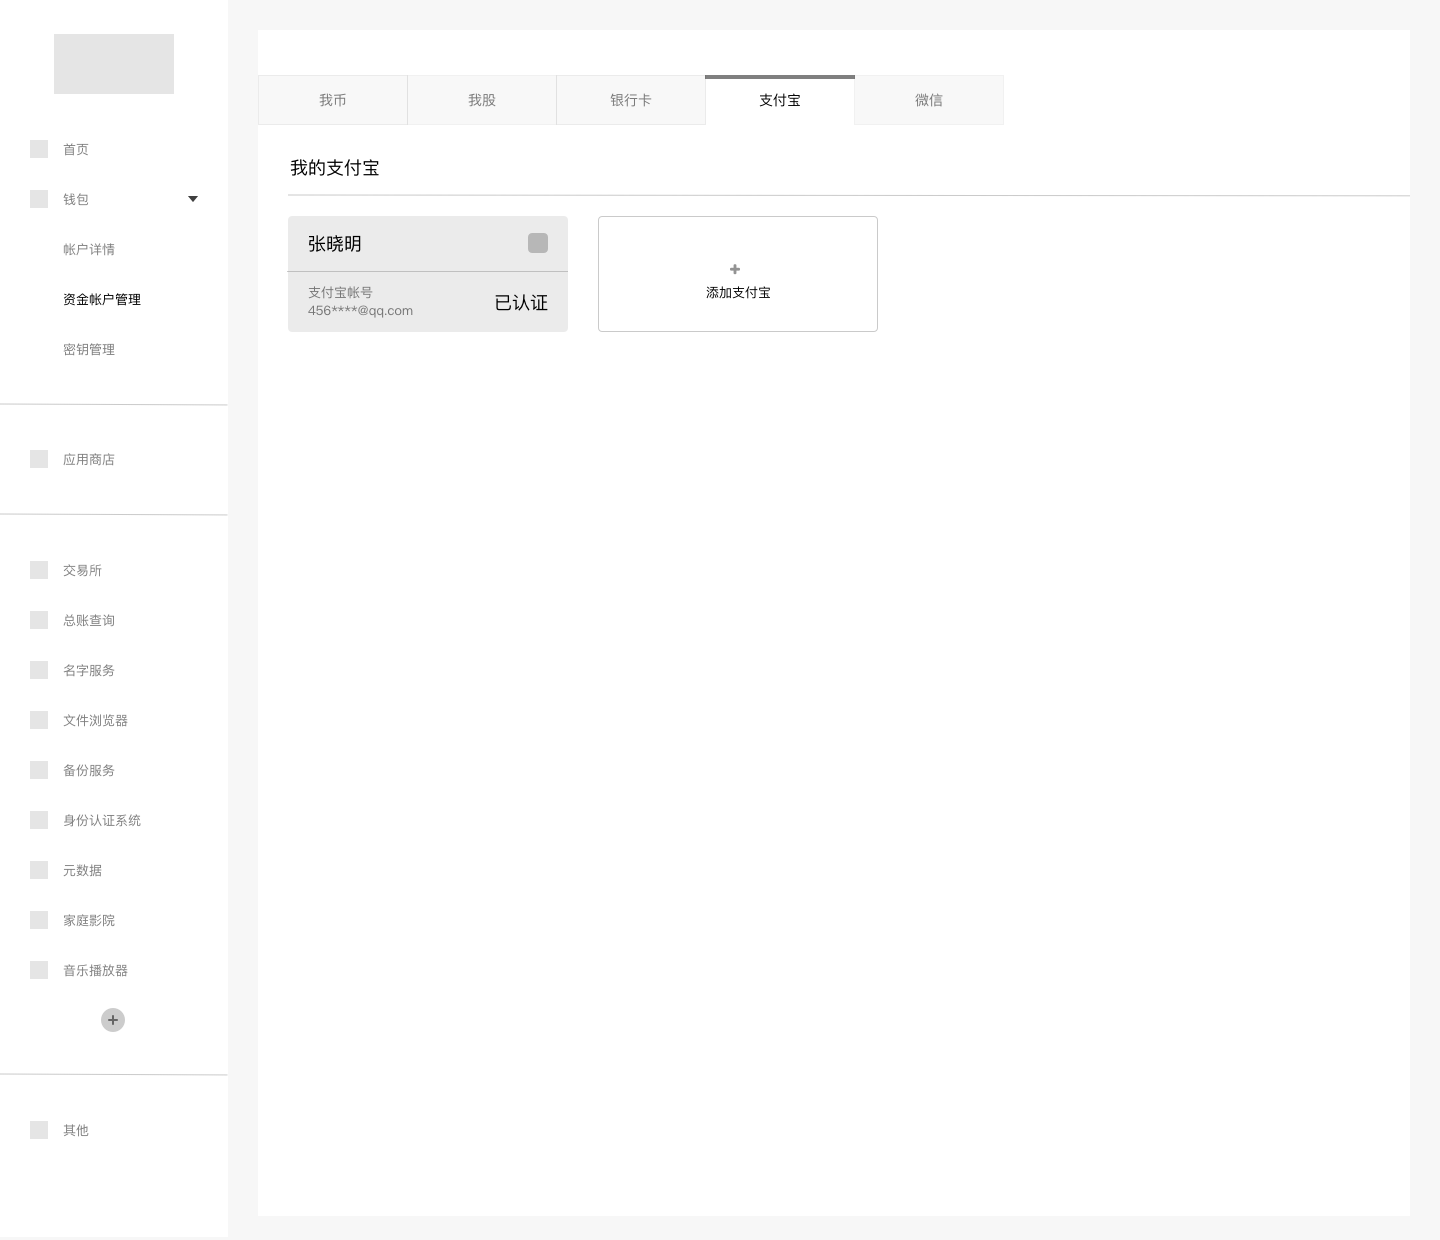 首页
钱包
帐户详情
资金帐户管理
密钥管理
应用商店
交易所
总账查询
名字服务
文件浏览器
备份服务
身份认证系统
元数据
家庭影院
音乐播放器
其他
我币
我股
银行卡
支付宝
微信
我的支付宝
张晓明
支付宝帐号
456****@qq.com
已认证
添加支付宝